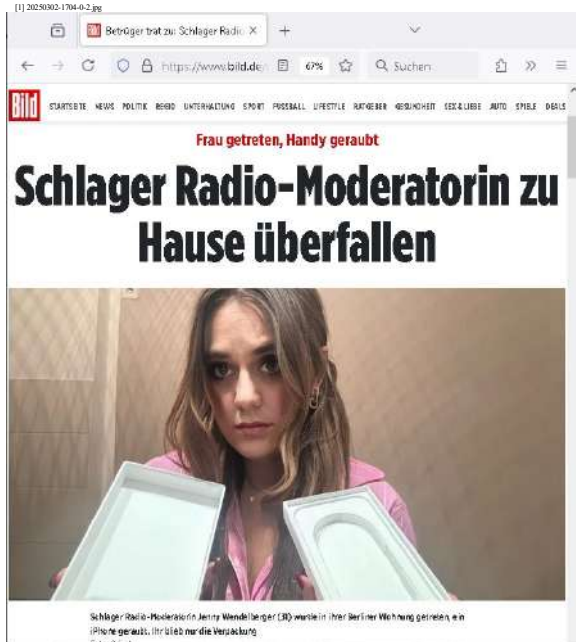 [1] 20250302-1704-0-2.jpg
Betrüger trat zu: Schlager Radio
https://www.bild.de/ 67% Suchen
Bild STARTSEITE NEWS POLITIK REGIO UNTERHALTUNG SPORT FUSSBALL LIFESTYLE RATGEBER GESUNDHEIT SEX & LIEBE AUTO SPIELE DEALS
Frau getreten, Handy geraubt
Schlager Radio-Moderatorin zu
Hause überfallen
Schlager Radio-Moderatorin Jenny Wendelberger wurde in ihrer Berliner Wohnung getreten, ein
iPhone geraubt. Ihr blieb nur die Verpackung